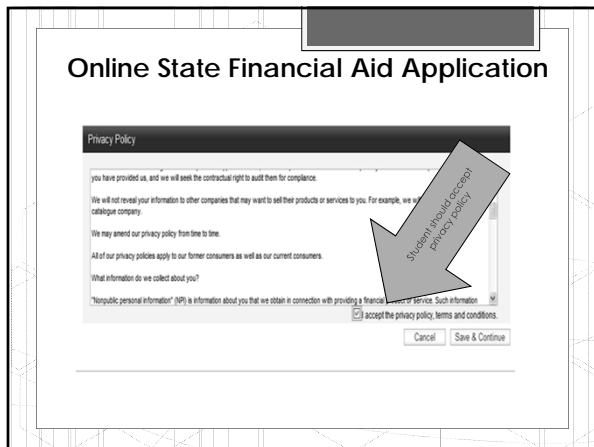 Online State Financial Aid Application
Privacy Policy
you have provided us, and we will seek the contractual right to audit them for compliance.
We will not reveal your information to other companies that may want to sell their products or services to you. For example, we w
catalogue company.
We may amend our privacy policy from time to time.
All of our privacy policies apply to our former consumers as well as our current consumers.
What information do we collect about you?
"Nonpublic personal information" (NPI) is information about you that we obtain in connection with providing a financial or service. Such information
Student should accept
privacy policy
I accept the privacy policy, terms and conditions.
Cancel
Save & Continue